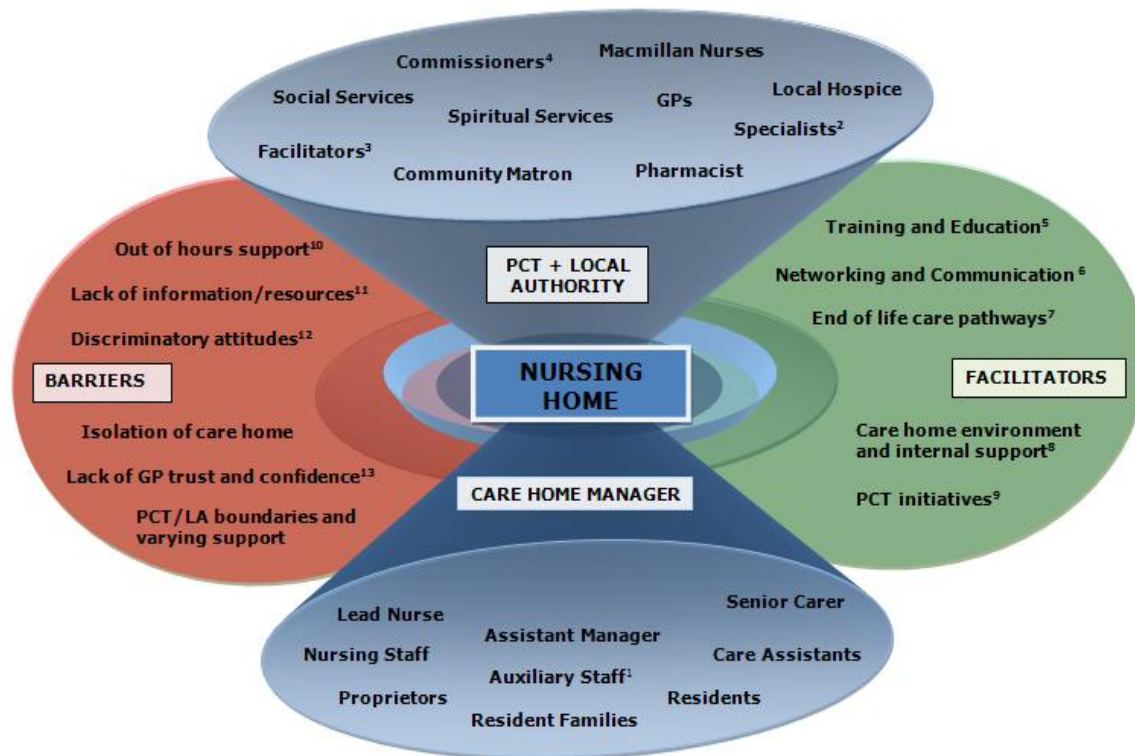 Commissioners⁴
Macmillan Nurses
Social Services
GPs
Local Hospice
Spiritual Services
Specialists²
Facilitators³
Community Matron
Pharmacist
PCT + LOCAL
AUTHORITY
Out of hours support¹⁰
Lack of information/resources¹¹
Discriminatory attitudes¹²
BARRIERS
Isolation of care home
Lack of GP trust and confidence¹³
PCT/LA boundaries and
varying support
NURSING
HOME
Training and Education⁵
Networking and Communication ⁶
End of life care pathways⁷
FACILITATORS
Care home environment
and internal support⁸
PCT initiatives⁹
CARE HOME MANAGER
Lead Nurse
Senior Carer
Assistant Manager
Nursing Staff
Care Assistants
Auxiliary Staff¹
Proprietors
Residents
Resident Families